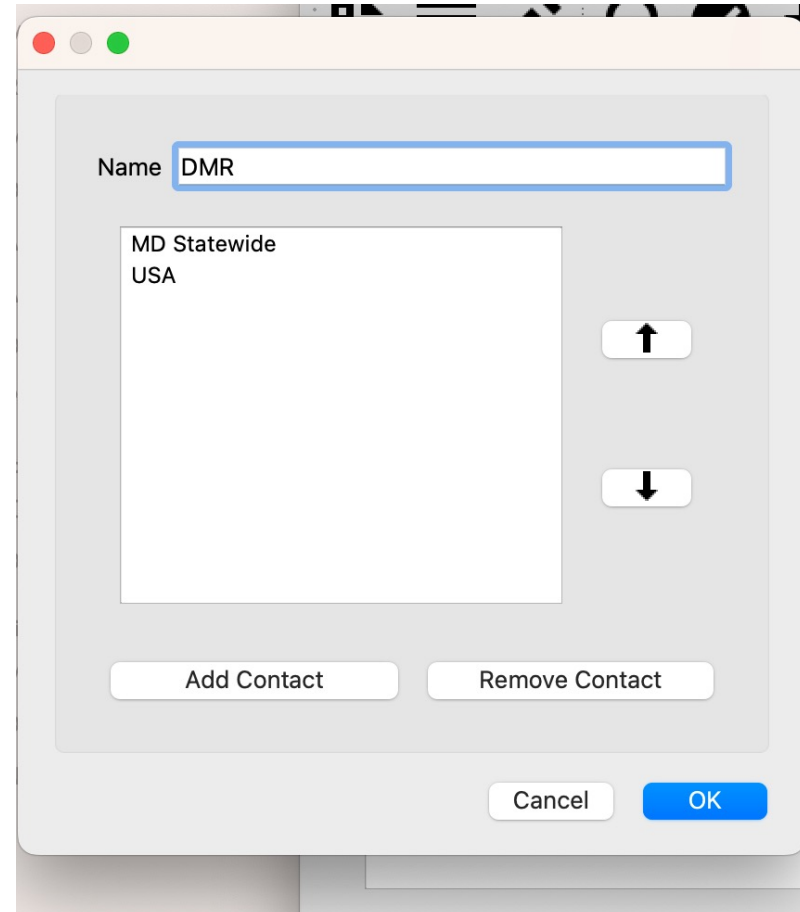 Name DMR
MD Statewide
USA
Add Contact Remove Contact
Cancel OK